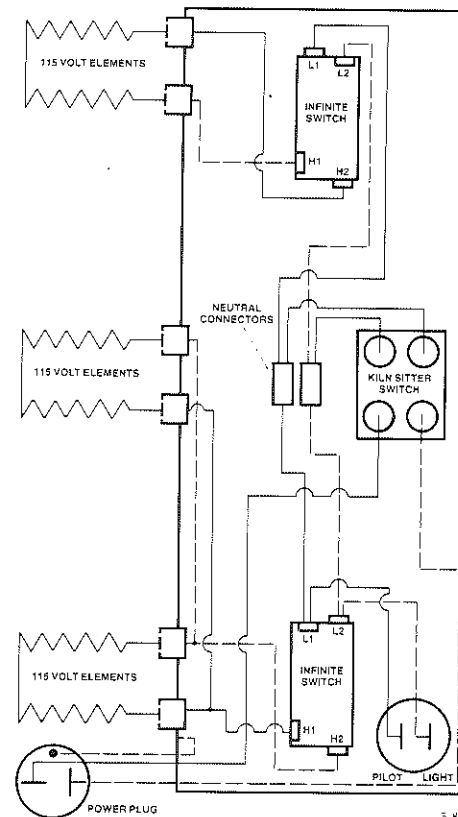 L1
L2
115 VOLT ELEMENTS
INFINITE
SWITCH
H1
H2
NEUTRAL
CONNECTORS
115 VOLT ELEMENTS
KILN SITTER
SWITCH
L1
L2
115 VOLT ELEMENTS
INFINITE
SWITCH
H1
H2
PILOT LIGHT
POWER PLUG